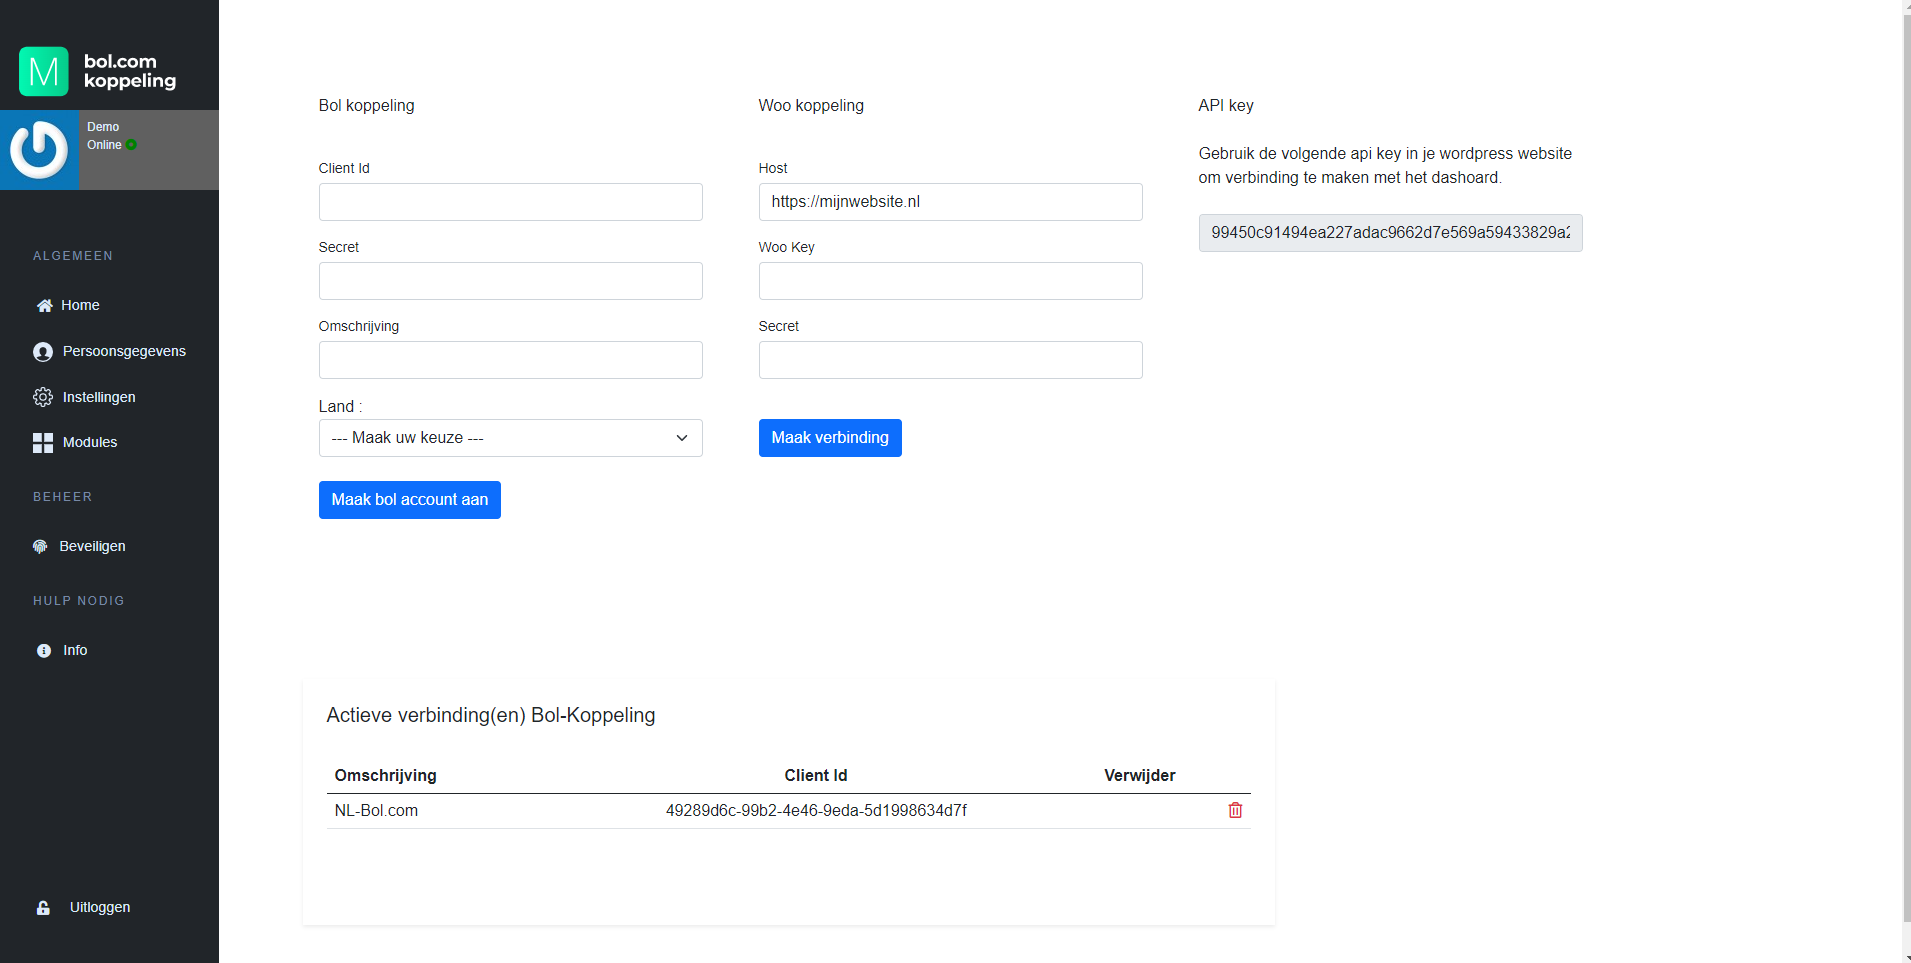 bol.com
koppeling
Demo
Online
ALGEMEEN
Home
Persoonsgegevens
Instellingen
Modules
BEHEER
Beveiligen
HULP NODIG
Info
Uitloggen
Bol koppeling
Client Id
Secret
Omschrijving
Land :
--- Maak uw keuze ---
Maak bol account aan
Woo koppeling
Host
https://mijnwebsite.nl
Woo Key
Secret
Maak verbinding
API key
Gebruik de volgende api key in je wordpress website
om verbinding te maken met het dashoard.
99450c91494ea227adac9662d7e569a59433829a2
Actieve verbinding(en) Bol-Koppeling
Omschrijving Client Id Verwijder
NL-Bol.com 49289d6c-99b2-4e46-9eda-5d1998634d7f